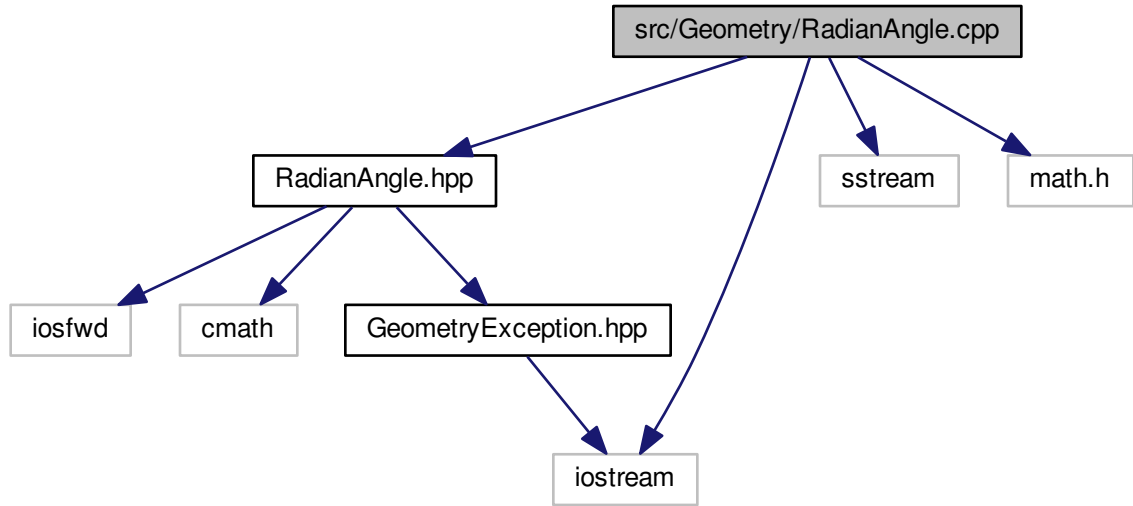 src/Geometry/RadianAngle.cpp
RadianAngle.hpp
sstream
math.h
iosfwd
cmath
GeometryException.hpp
iostream